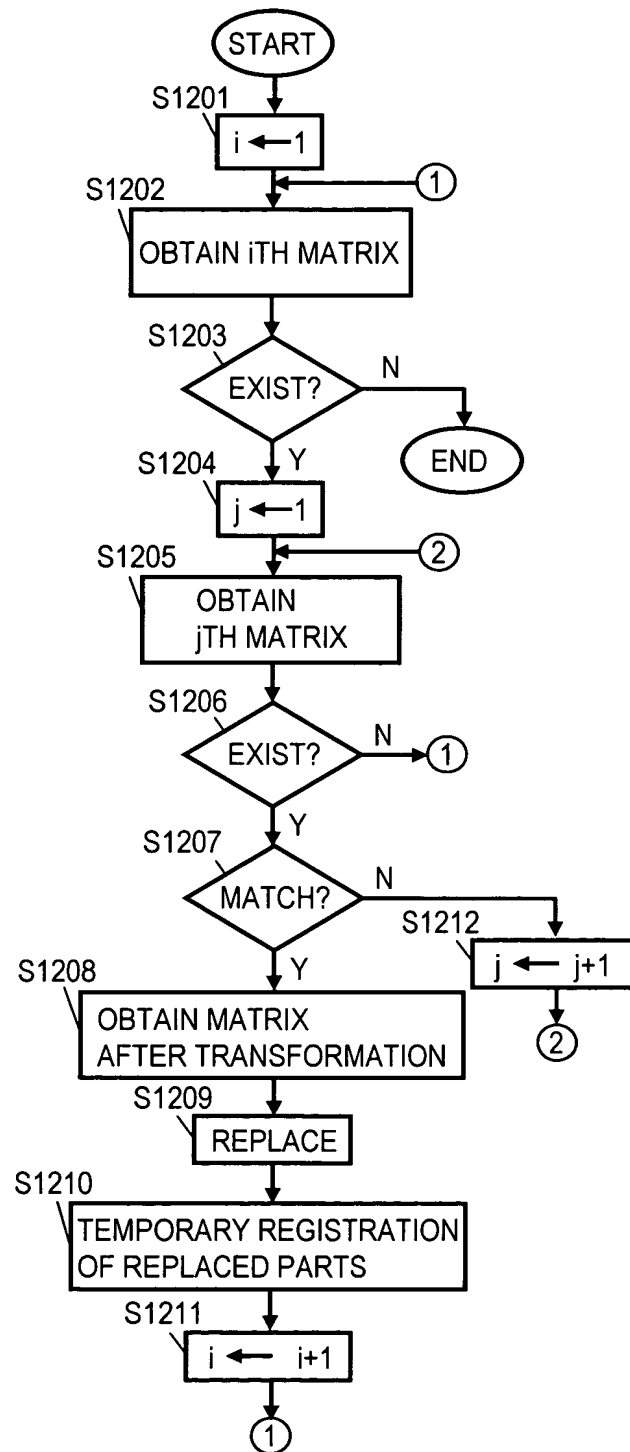 START
S1201
i ← 1
1
S1202
OBTAIN iTH MATRIX
S1203
EXIST?
N
END
Y
S1204
j ← 1
2
S1205
OBTAIN
jTH MATRIX
S1206
EXIST?
N
1
Y
S1207
MATCH?
N
S1212
j ← j+1
2
Y
S1208
OBTAIN MATRIX
AFTER TRANSFORMATION
S1209
REPLACE
S1210
TEMPORARY REGISTRATION
OF REPLACED PARTS
S1211
i ← i+1
1